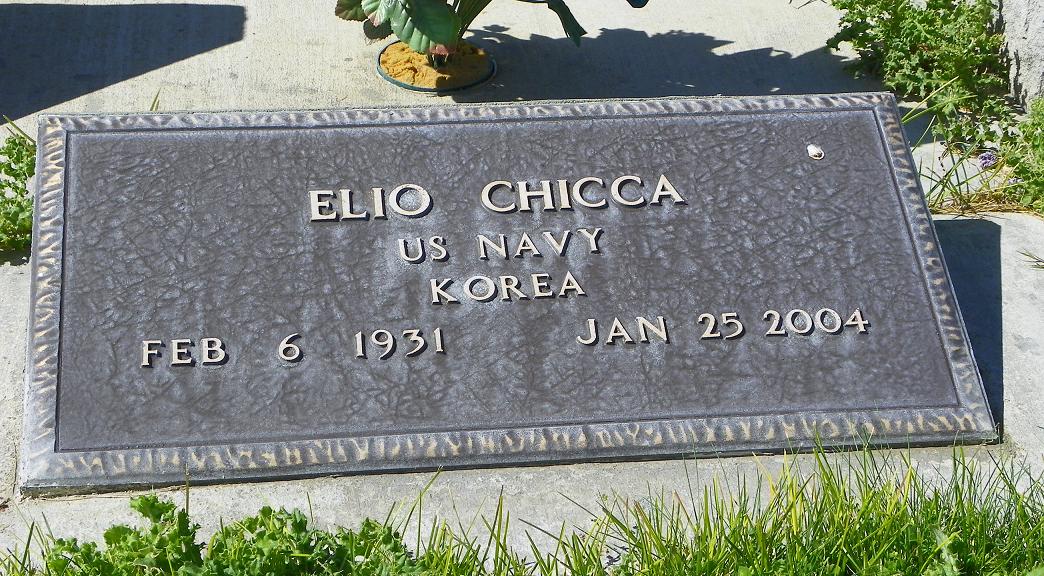 ELIO CHICCA
US NAVY
KOREA
FEB 6 1931 JAN 25 2004